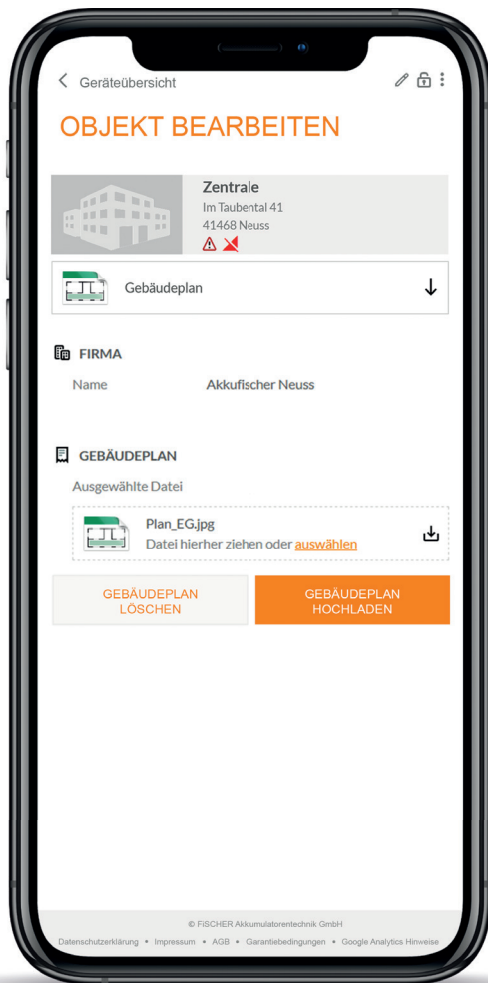 Geräteübersicht
OBJEKT BEARBEITEN
Zentrale
Im Taubental 41
41468 Neuss
Gebäudeplan
FIRMA
Name Akkufischer Neuss
GEBÄUDEPLAN
Ausgewählte Datei
Plan_EG.jpg
Datei hierher ziehen oder auswählen
GEBÄUDEPLAN
LÖSCHEN
GEBÄUDEPLAN
HOCHLADEN
© FiSCHER Akkumulatorentechnik GmbH
Datenschutzerklärung • Impressum • AGB • Garantiebedingungen • Google Analytics Hinweise